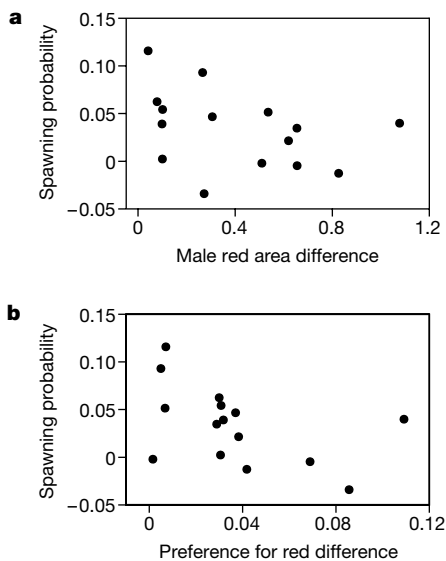 a
Spawning probability
0.15
0.10
0.05
0
−0.05
0 0.4 0.8 1.2
Male red area difference
b
Spawning probability
0.15
0.10
0.05
0
−0.05
0 0.04 0.08 0.12
Preference for red difference